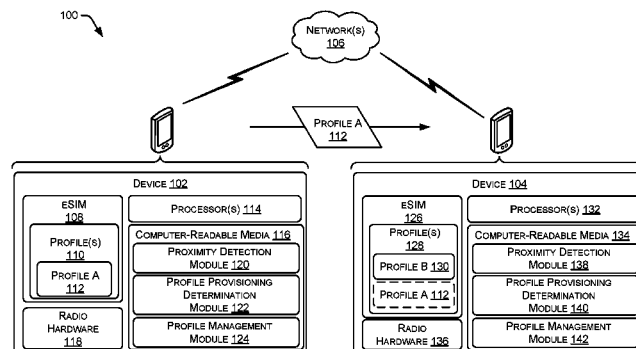 100
NETWORK(S)
106
PROFILE A
112
DEVICE 102
ESIM
108
PROFILE(S)
110
PROFILE A
112
RADIO
HARDWARE
118
PROCESSOR(S) 114
COMPUTER-READABLE MEDIA 116
PROXIMITY DETECTION
MODULE 120
PROFILE PROVISIONING
DETERMINATION
MODULE 122
PROFILE MANAGEMENT
MODULE 124
DEVICE 104
ESIM
126
PROFILE(S)
128
PROFILE B 130
PROFILE A 112
RADIO
HARDWARE 136
PROCESSOR(S) 132
COMPUTER-READABLE MEDIA 134
PROXIMITY DETECTION
MODULE 138
PROFILE PROVISIONING
DETERMINATION
MODULE 140
PROFILE MANAGEMENT
MODULE 142